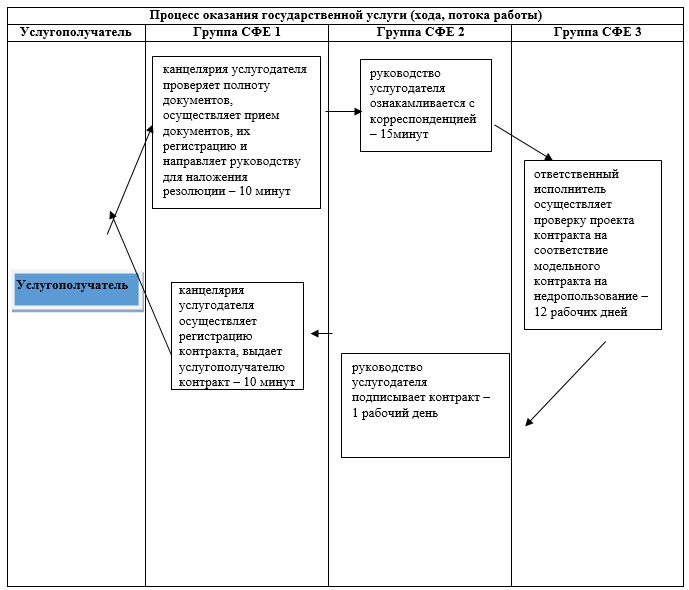 Процесс оказания государственной услуги (хода, потока работы)
Услугополучатель
Группа СФЕ 1
Группа СФЕ 2
Группа СФЕ 3
канцелярия услугодателя
проверяет полноту
документов,
осуществляет прием
документов, их
регистрацию и
направляет руководству
для наложения
резолюции – 10 минут
руководство
услугодателя
ознакамливается с
корреспонденцией
– 15минут
ответственный
исполнитель
осуществляет
проверку проекта
контракта на
соответствие
модельного
контракта на
недропользование –
12 рабочих дней
Услугополучатель
канцелярия
услугодателя
осуществляет
регистрацию
контракта, выдает
услугополучателю
контракт – 10 минут
руководство
услугодателя
подписывает контракт –
1 рабочий день